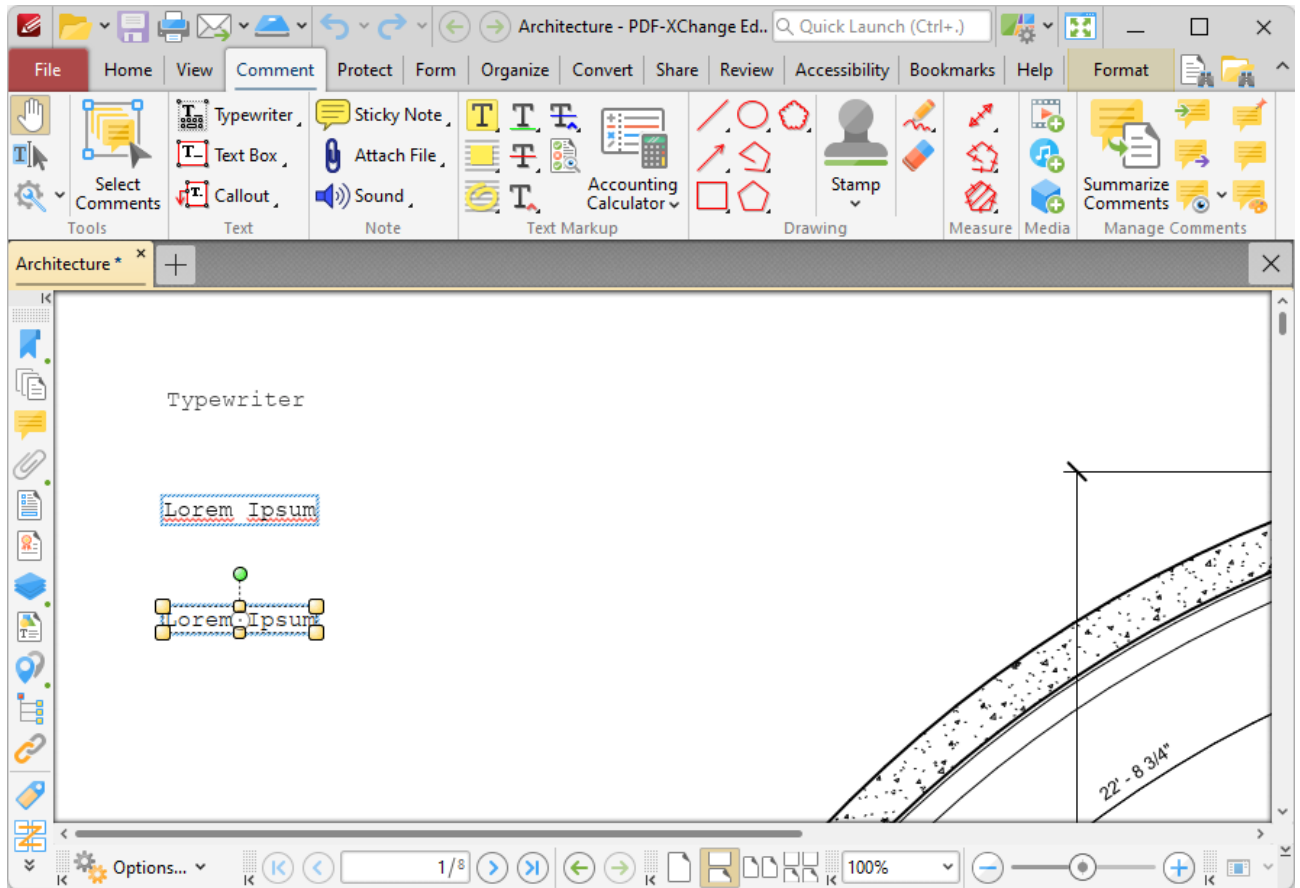 Architecture - PDF-XChange Ed..
Quick Launch (Ctrl+.)
File Home View Comment Protect Form Organize Convert Share Review Accessibility Bookmarks Help Format
Typewriter
Text Box
Callout
Sticky Note
Attach File
Sound
Select
Comments
Accounting
Calculator
Stamp
Summarize
Comments
Tools Text Note Text Markup Drawing Measure Media Manage Comments
Architecture *
Typewriter
Lorem Ipsum
Lorem Ipsum
22' - 8 3/4"
Options... 1/8 100%